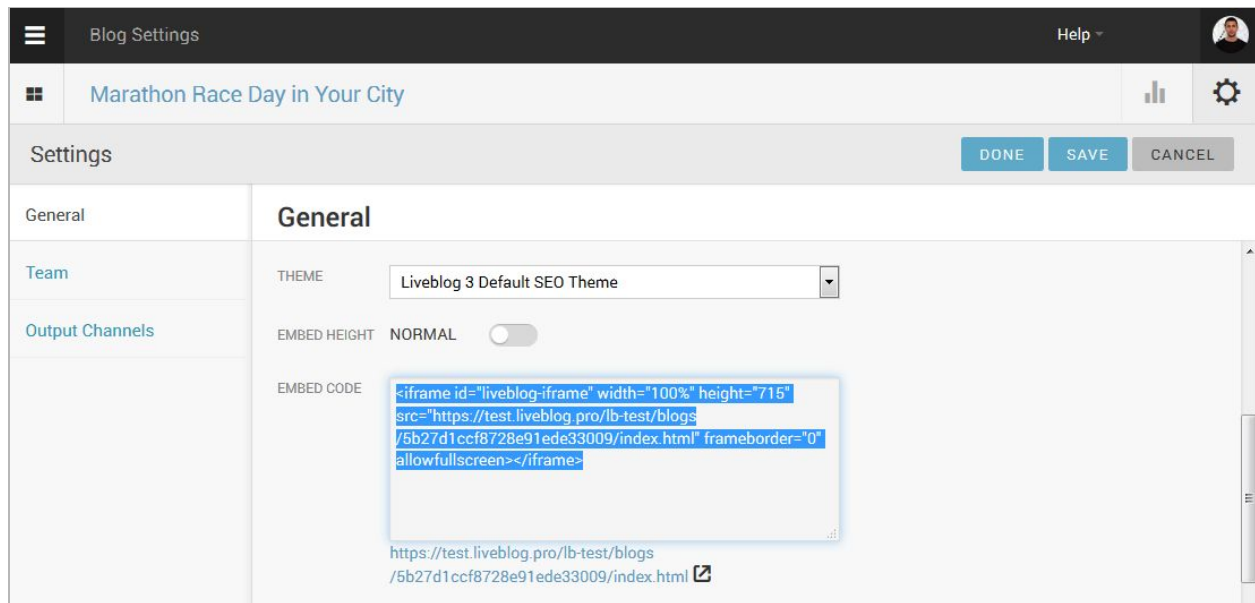 Blog Settings
Help
Marathon Race Day in Your City
Settings
DONE
SAVE
CANCEL
General
Team
Output Channels
General
THEME
Liveblog 3 Default SEO Theme
EMBED HEIGHT
NORMAL
EMBED CODE
<iframe id="liveblog-iframe" width="100%" height="715"
src="https://test.liveblog.pro/lb-test/blogs
/5b27d1ccf8728e91ede33009/index.html" frameborder="0"
allowfullscreen></iframe>
https://test.liveblog.pro/lb-test/blogs
/5b27d1ccf8728e91ede33009/index.html